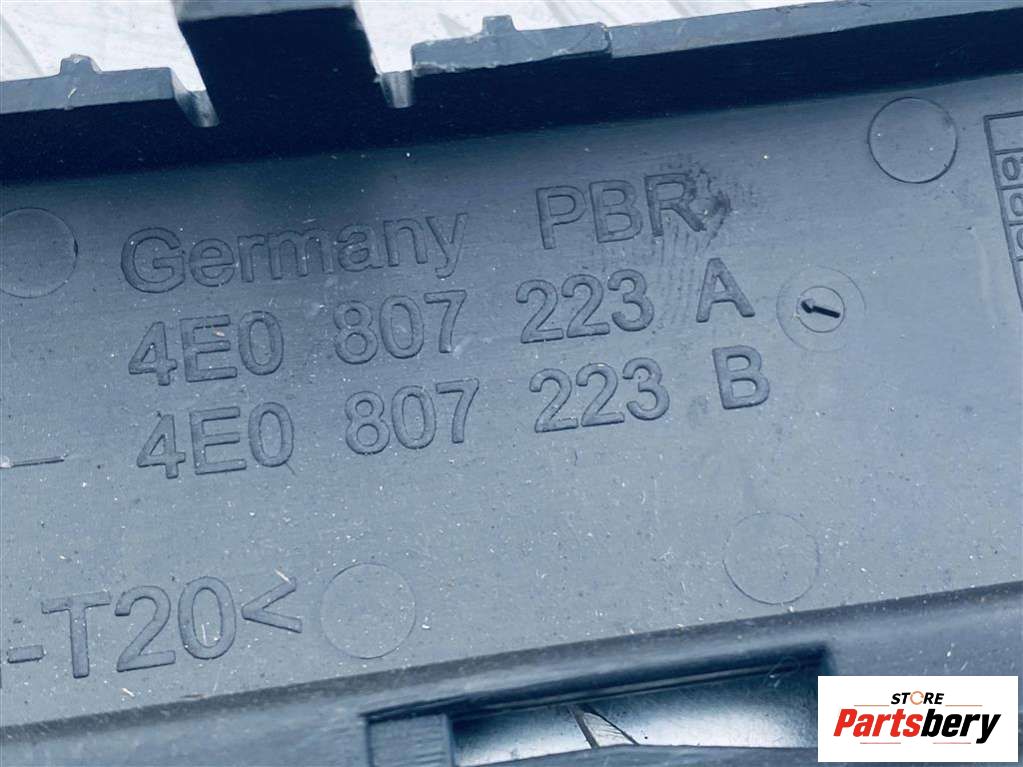 Germany PBR
4E0 807 223 A
4E0 807 223 B
-T20<
STORE
Partsbery